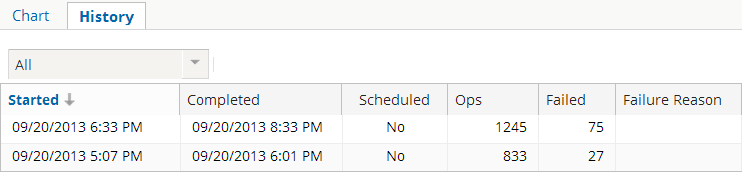 Chart History
All
Started Completed Scheduled Ops Failed Failure Reason
09/20/2013 6:33 PM 09/20/2013 8:33 PM No 1245 75
09/20/2013 5:07 PM 09/20/2013 6:01 PM No 833 27